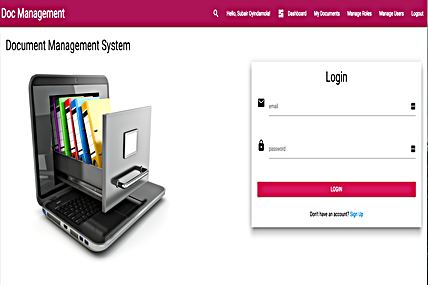 Doc Management
Hello, Subair Oyindamola!
Dashboard
My Documents
Manage Roles
Manage Users
Logout
Document Management System
Login
email
password
LOGIN
Don't have an account? Sign Up